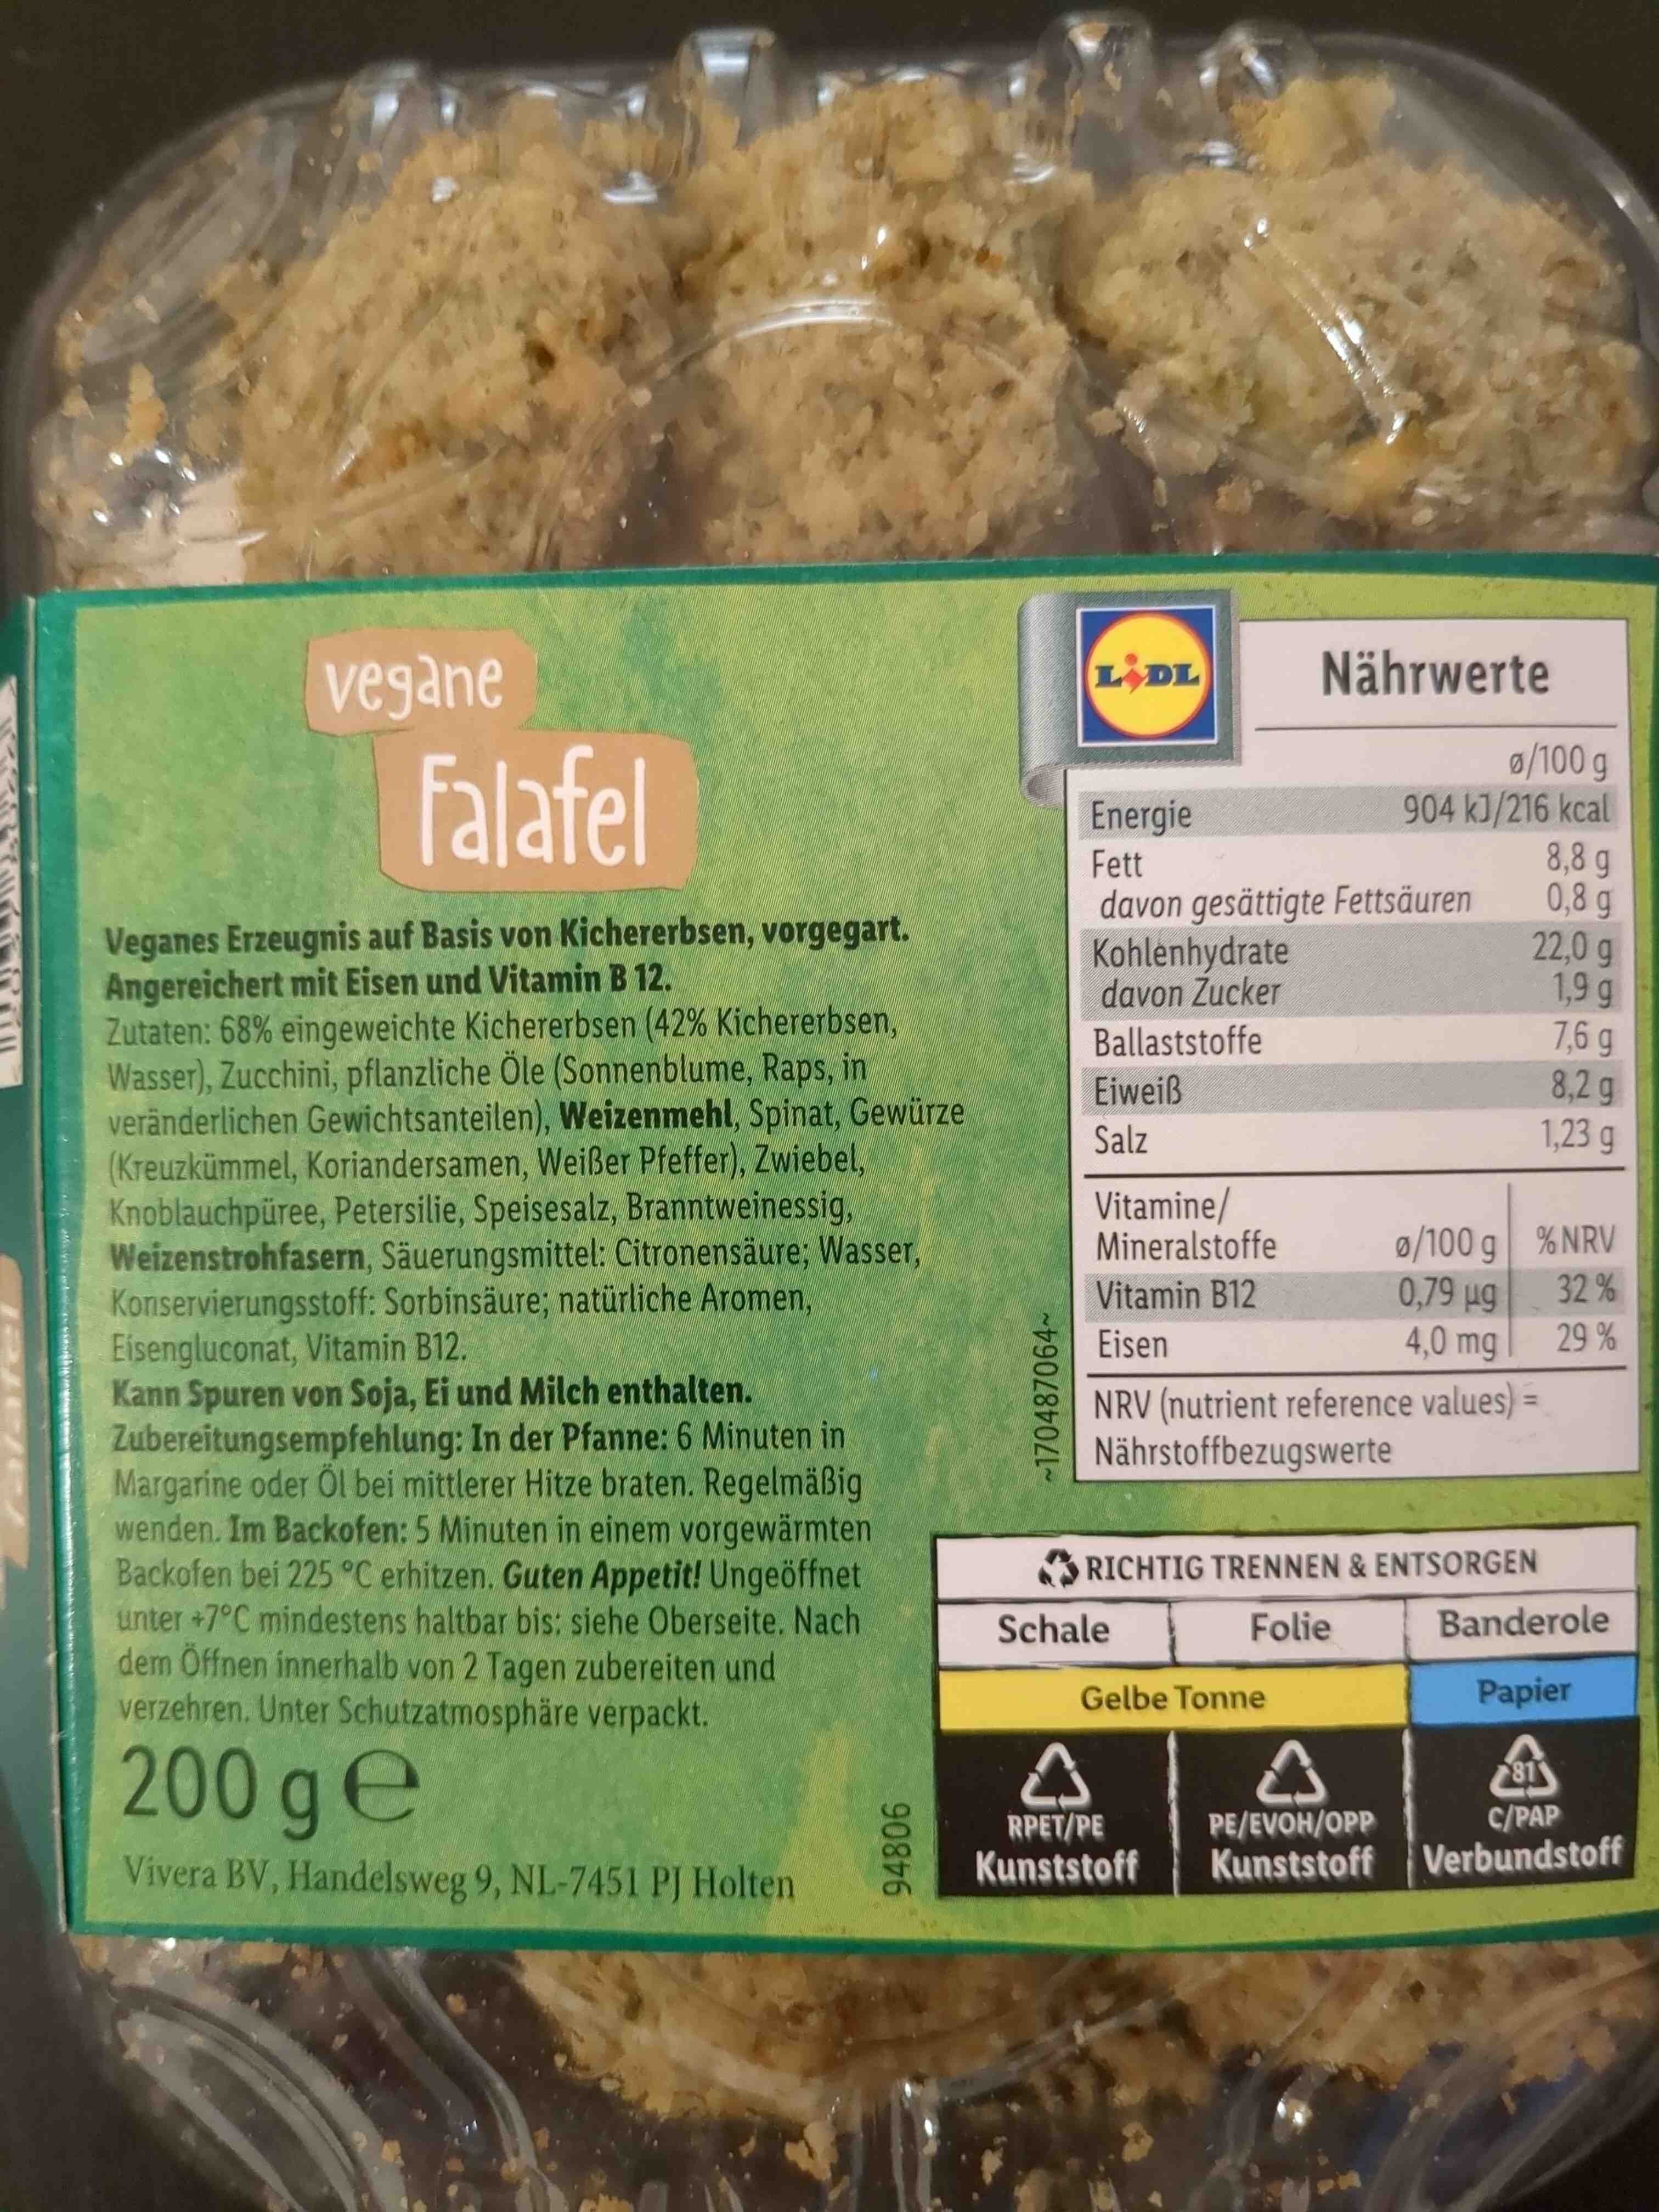 vegane
Falafel
Veganes Erzeugnis auf Basis von Kichererbsen, vorgegart.
Angereichert mit Eisen und Vitamin B 12.
Zutaten: 68% eingeweichte Kichererbsen (42% Kichererbsen,
Wasser), Zucchini, pflanzliche Öle (Sonnenblume, Raps, in
veränderlichen Gewichtsanteilen), Weizenmehl, Spinat, Gewürze
(Kreuzkümmel, Koriandersamen, Weißer Pfeffer), Zwiebel,
Knoblauchpüree, Petersilie, Speisesalz, Branntweinessig,
Weizenstrohfasern, Säuerungsmittel: Citronensäure; Wasser,
Konservierungsstoff: Sorbinsäure; natürliche Aromen,
Eisengluconat, Vitamin B12.
Kann Spuren von Soja, Ei und Milch enthalten.
Zubereitungsempfehlung: In der Pfanne: 6 Minuten in
Margarine oder Öl bei mittlerer Hitze braten. Regelmäßig
wenden. Im Backofen: 5 Minuten in einem vorgewärmten
Backofen bei 225 °C erhitzen. Guten Appetit! Ungeöffnet
unter +7°C mindestens haltbar bis: siehe Oberseite. Nach
dem Öffnen innerhalb von 2 Tagen zubereiten und
verzehren. Unter Schutzatmosphäre verpackt.
200 g e
Vivera BV, Handelsweg 9, NL-7451 PJ Holten
94806
~170487064~
LIDL
Nährwerte
ø/100 g
Energie 904 kJ/216 kcal
Fett 8,8 g
davon gesättigte Fettsäuren 0,8 g
Kohlenhydrate 22,0 g
davon Zucker 1,9 g
Ballaststoffe 7,6 g
Eiweiß 8,2 g
Salz 1,23 g
Vitamine/
Mineralstoffe ø/100 g %NRV
Vitamin B12 0,79 µg 32 %
Eisen 4,0 mg 29 %
NRV (nutrient reference values) =
Nährstoffbezugswerte
RICHTIG TRENNEN & ENTSORGEN
Schale Folie Banderole
Gelbe Tonne Papier
81
RPET/PE PE/EVOH/OPP C/PAP
Kunststoff Kunststoff Verbundstoff